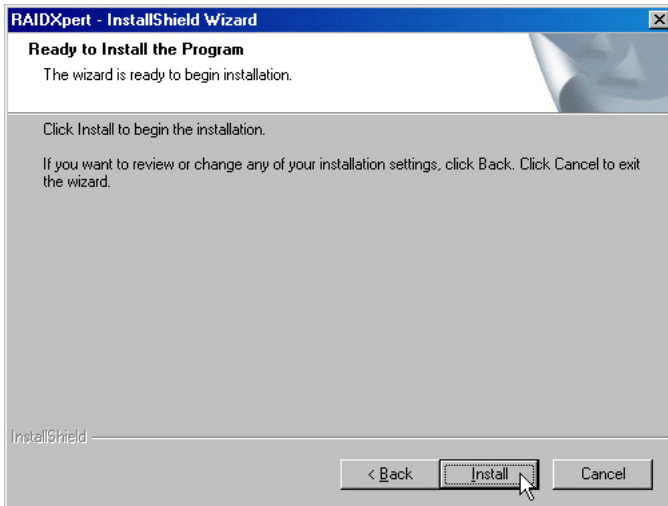 RAIDXpert - InstallShield Wizard
Ready to Install the Program
The wizard is ready to begin installation.
Click Install to begin the installation.
If you want to review or change any of your installation settings, click Back. Click Cancel to exit
the wizard.
InstallShield
< Back Install Cancel